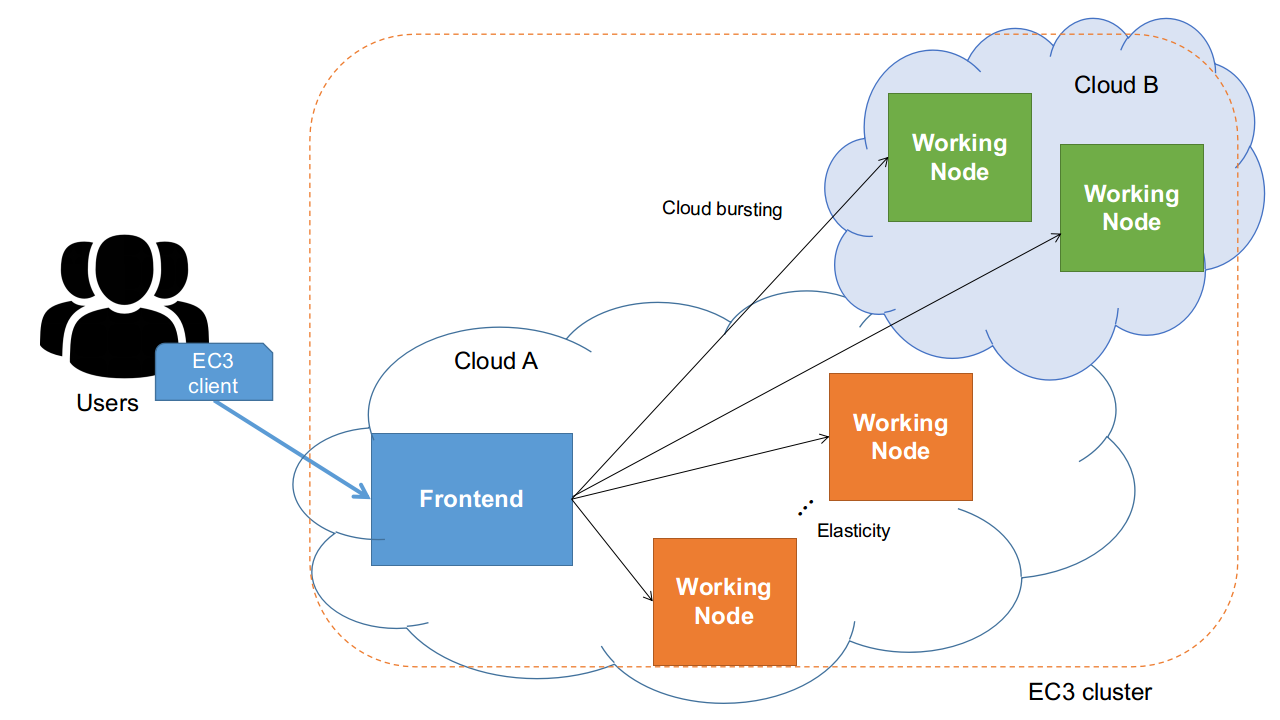 Cloud B
Working
Node
Working
Node
Cloud bursting
EC3
client
Users
Cloud A
Working
Node
Frontend
...
Elasticity
Working
Node
EC3 cluster